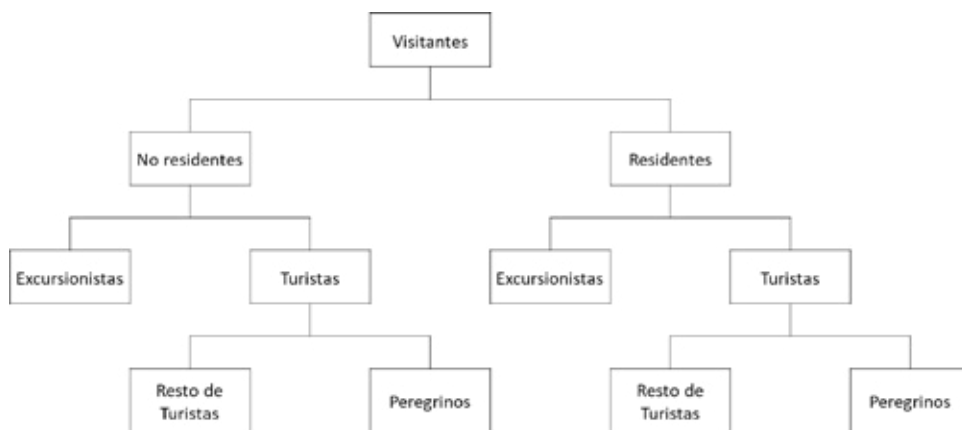 Visitantes
No residentes
Residentes
Excursionistas
Turistas
Excursionistas
Turistas
Resto de
Turistas
Peregrinos
Resto de
Turistas
Peregrinos